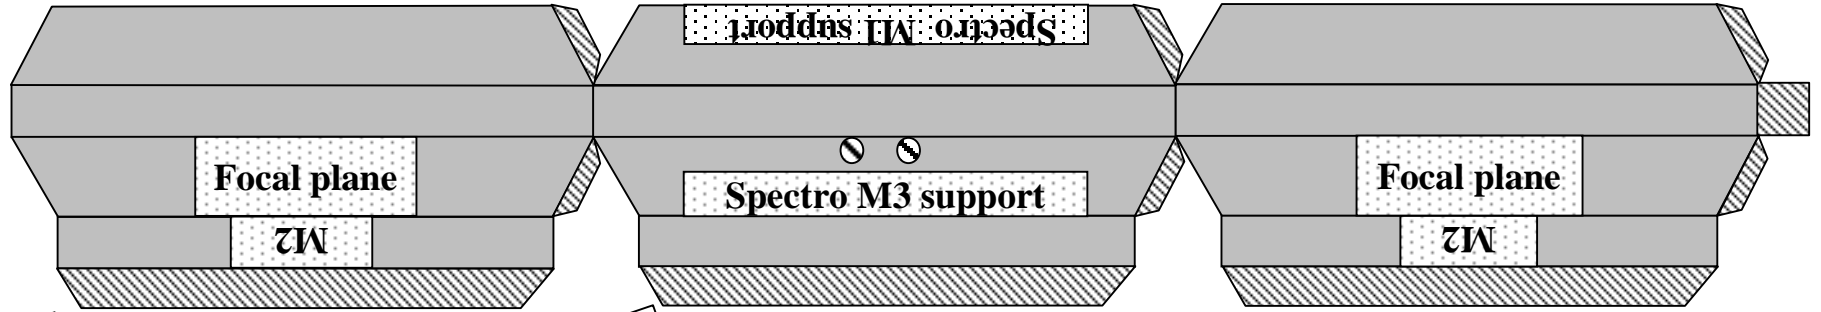 Spectro M1 support
Focal plane
Spectro M3 support
Focal plane
M2
M2